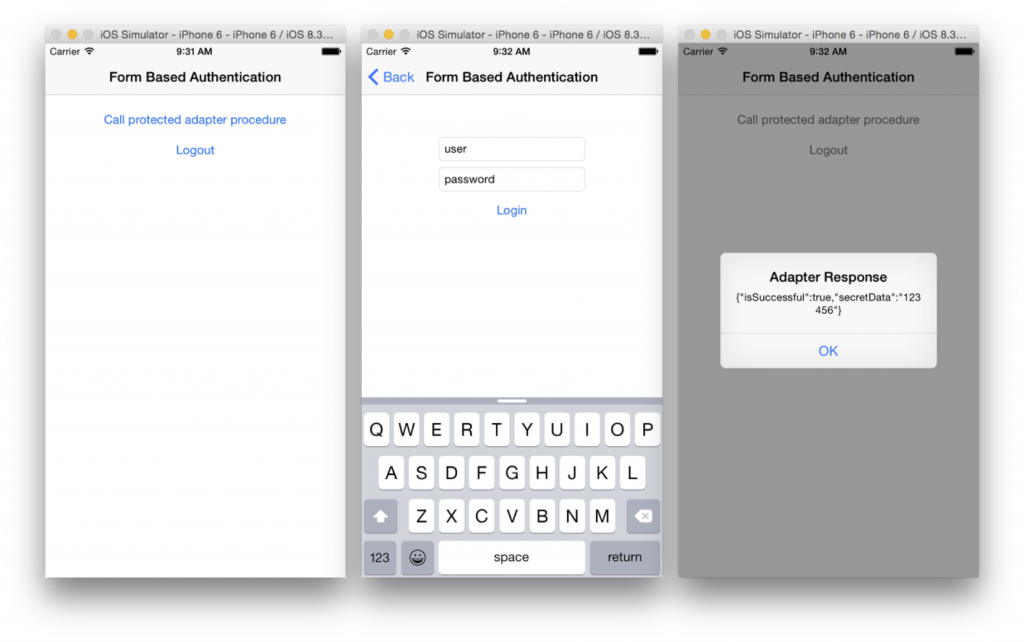 iOS Simulator - iPhone 6 - iPhone 6 / iOS 8.3...
Carrier 9:31 AM
Form Based Authentication
Call protected adapter procedure
Logout
iOS Simulator - iPhone 6 - iPhone 6 / iOS 8.3...
Carrier 9:32 AM
Back Form Based Authentication
user
password
Login
Q W E R T Y U I O P
A S D F G H J K L
Z X C V B N M
123 space return
iOS Simulator - iPhone 6 - iPhone 6 / iOS 8.3...
Carrier 9:32 AM
Form Based Authentication
Call protected adapter procedure
Logout
Adapter Response
{"isSuccessful":true,"secretData":"123
456"}
OK